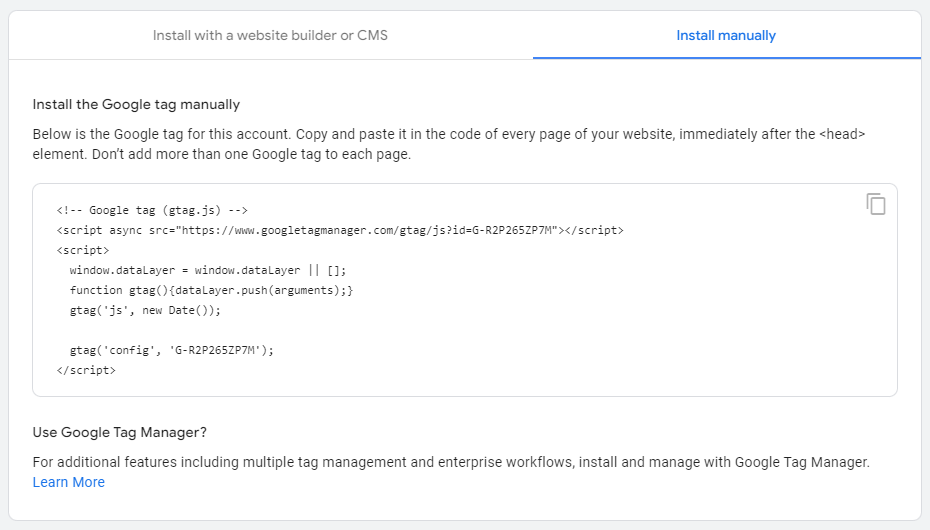 Install with a website builder or CMS
Install manually
Install the Google tag manually
Below is the Google tag for this account. Copy and paste it in the code of every page of your website, immediately after the <head>
element. Don’t add more than one Google tag to each page.
<!-- Google tag (gtag.js) -->
<script async src="https://www.googletagmanager.com/gtag/js?id=G-R2P265ZP7M"></script>
<script>
  window.dataLayer = window.dataLayer || [];
  function gtag(){dataLayer.push(arguments);}
  gtag('js', new Date());

  gtag('config', 'G-R2P265ZP7M');
</script>
Use Google Tag Manager?
For additional features including multiple tag management and enterprise workflows, install and manage with Google Tag Manager.
Learn More